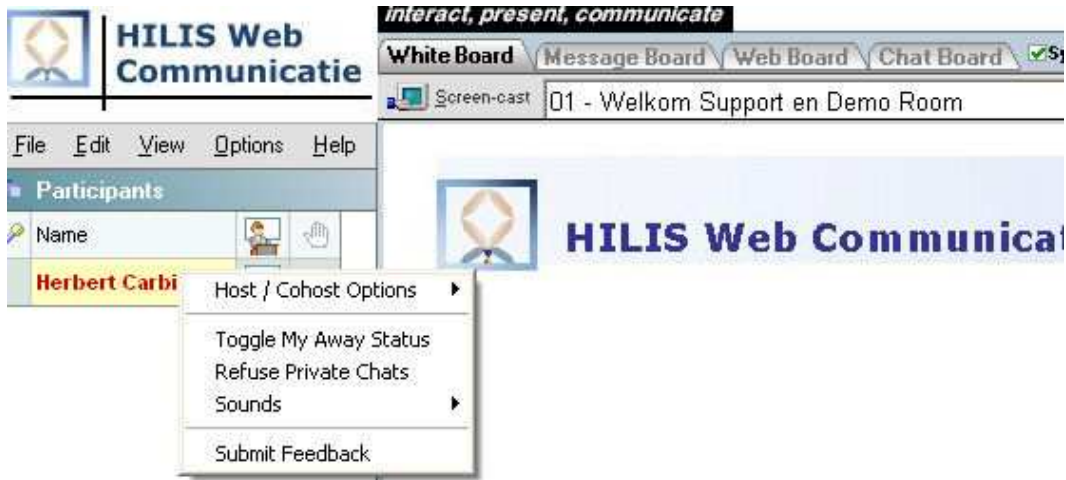 HILIS Web
Communicatie
interact, present, communicate
White Board
Message Board
Web Board
Chat Board
Screen-cast
01 - Welkom Support en Demo Room
File Edit View Options Help
Participants
Name
Herbert
HILIS Web
Host / Cohost Options
Toggle My Away Status
Refuse Private Chats
Sounds
Submit Feedback